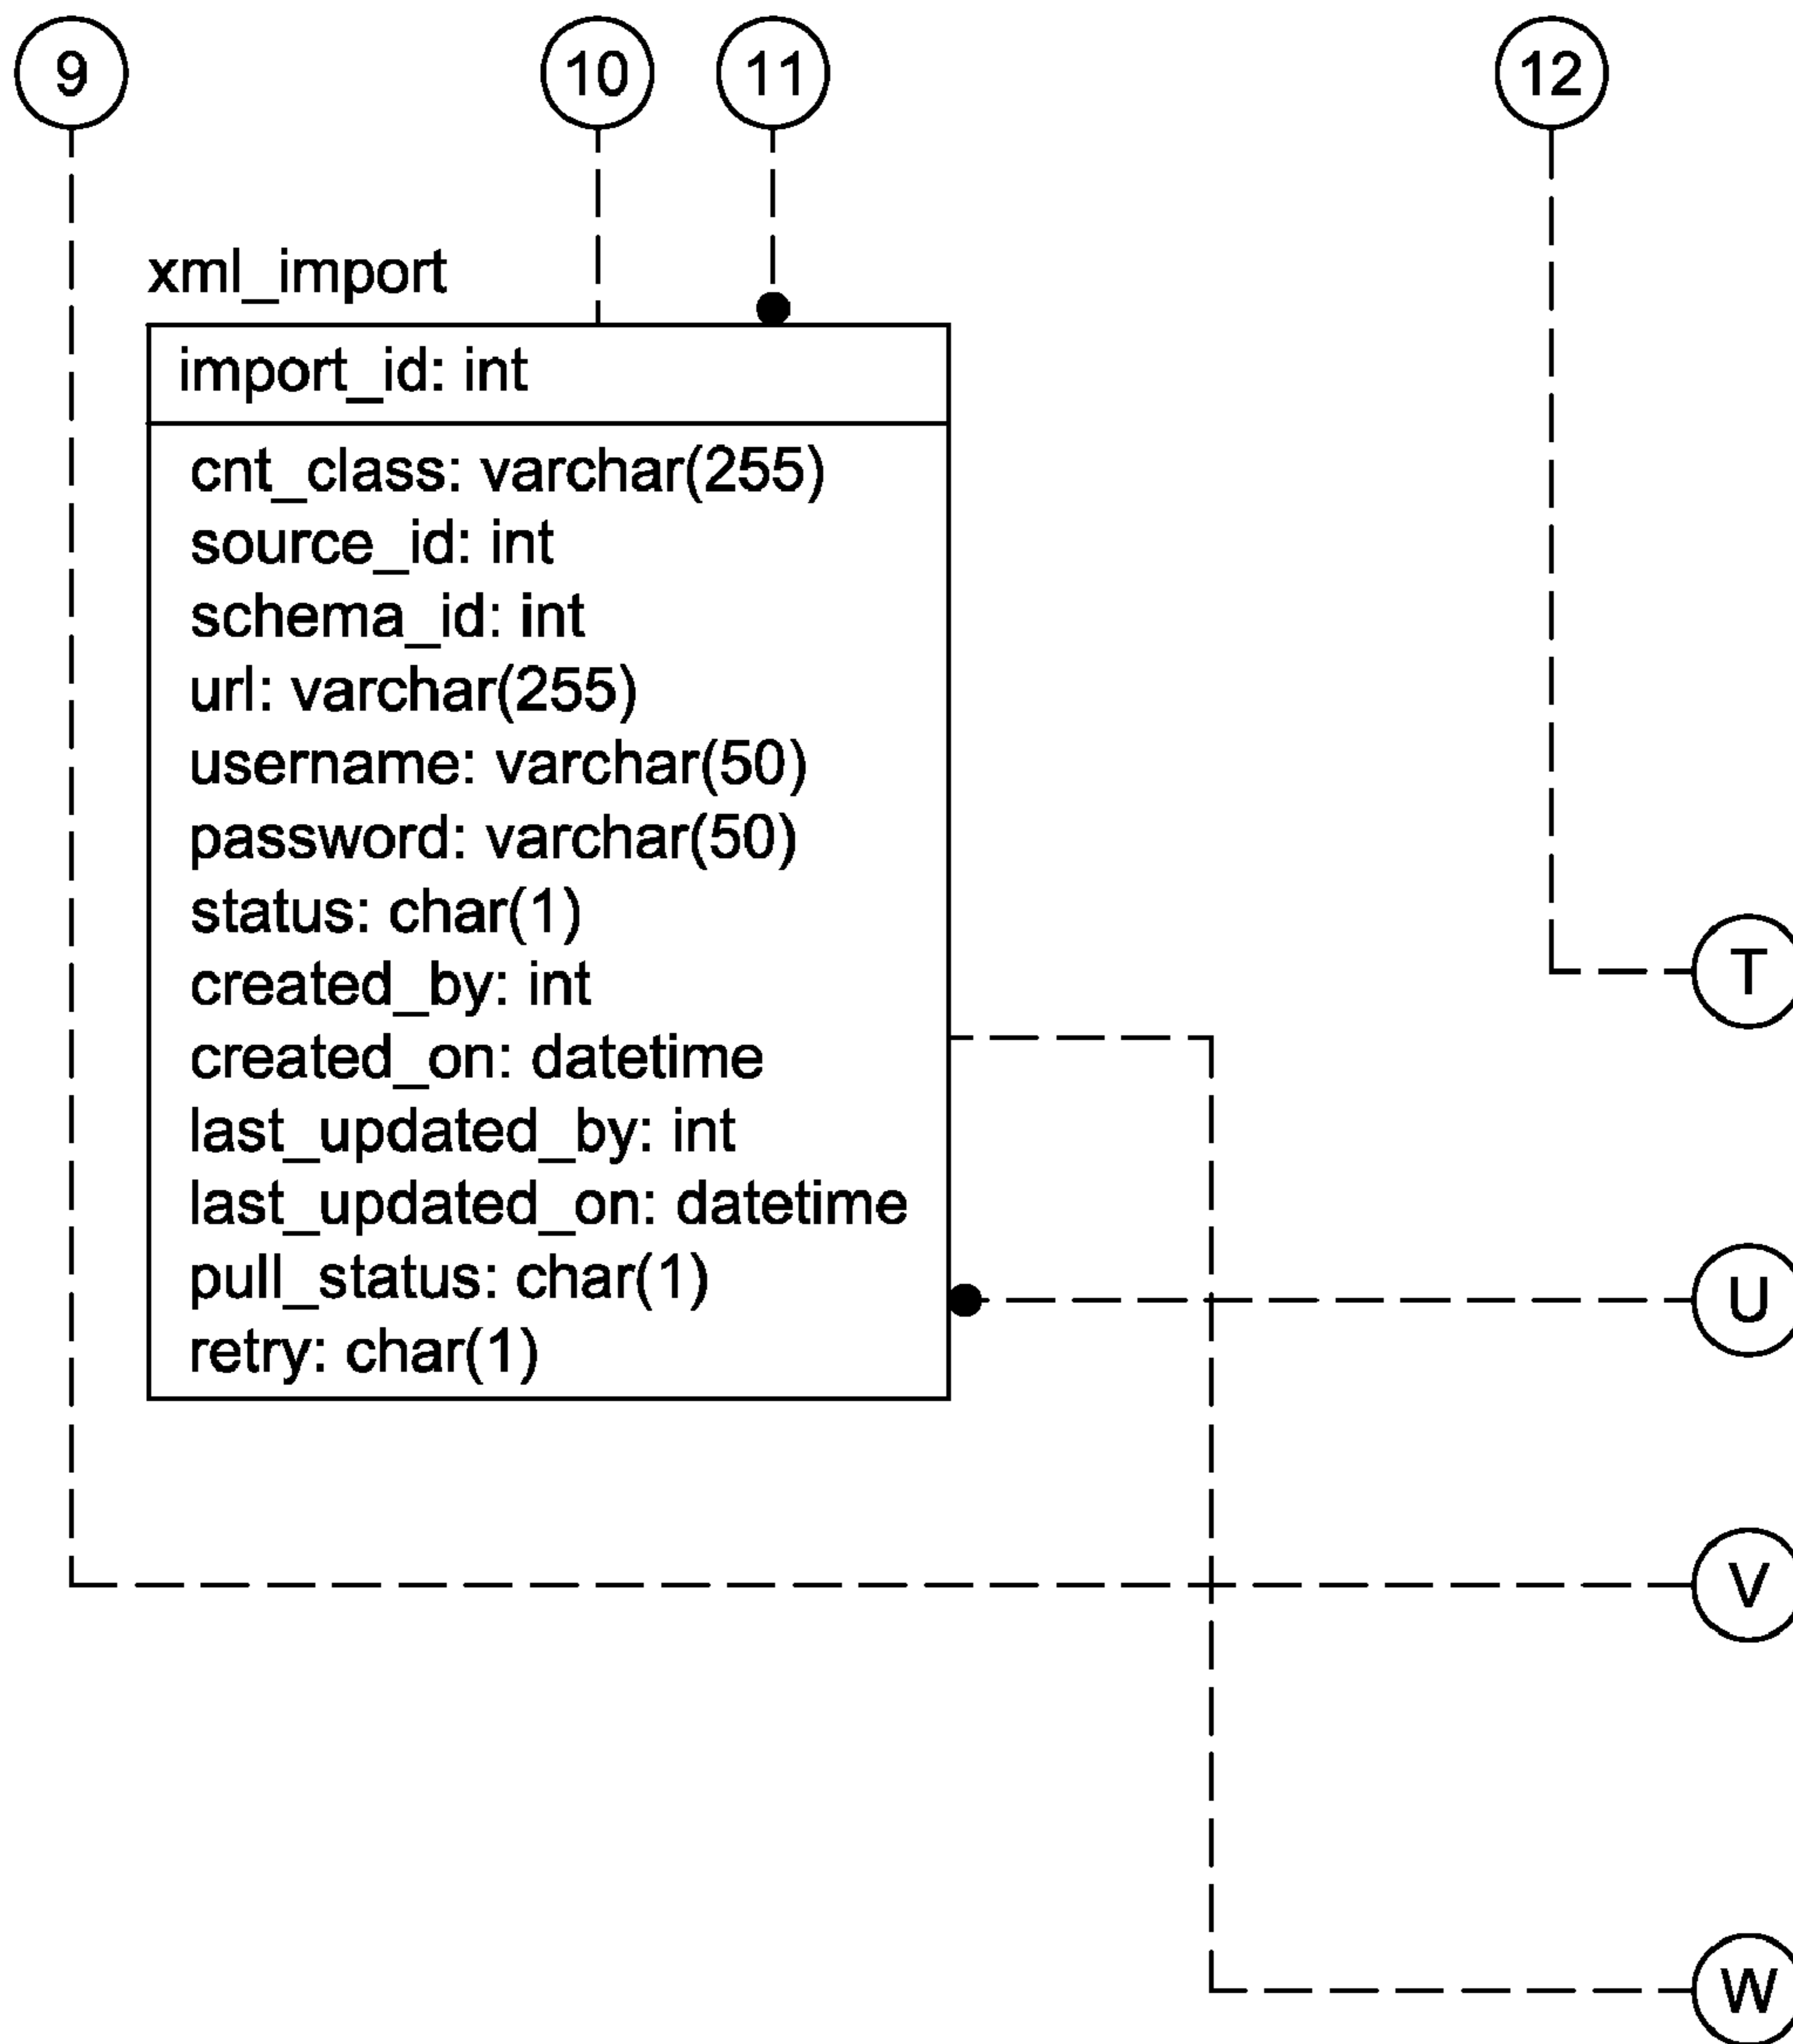 9
10
11
12
xml_import
import_id: int
cnt_class: varchar(255)
source_id: int
schema_id: int
url: varchar(255)
username: varchar(50)
password: varchar(50)
status: char(1)
created_by: int
created_on: datetime
last_updated_by: int
last_updated_on: datetime
pull_status: char(1)
retry: char(1)
T
U
V
W